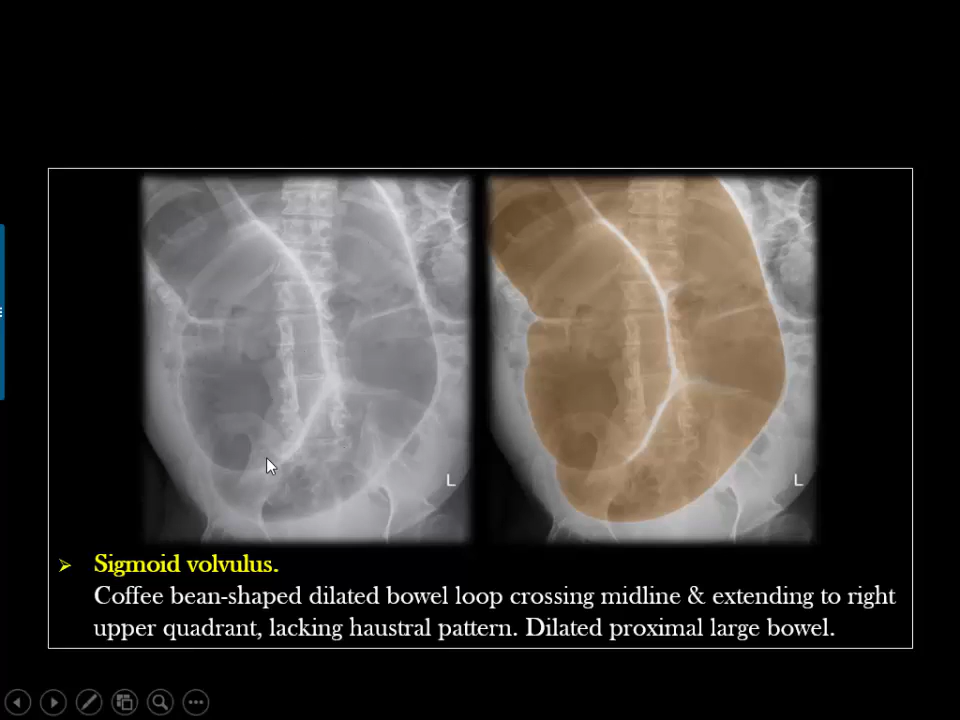 L
L
Sigmoid volvulus.
Coffee bean-shaped dilated bowel loop crossing midline & extending to right
upper quadrant, lacking haustral pattern. Dilated proximal large bowel.